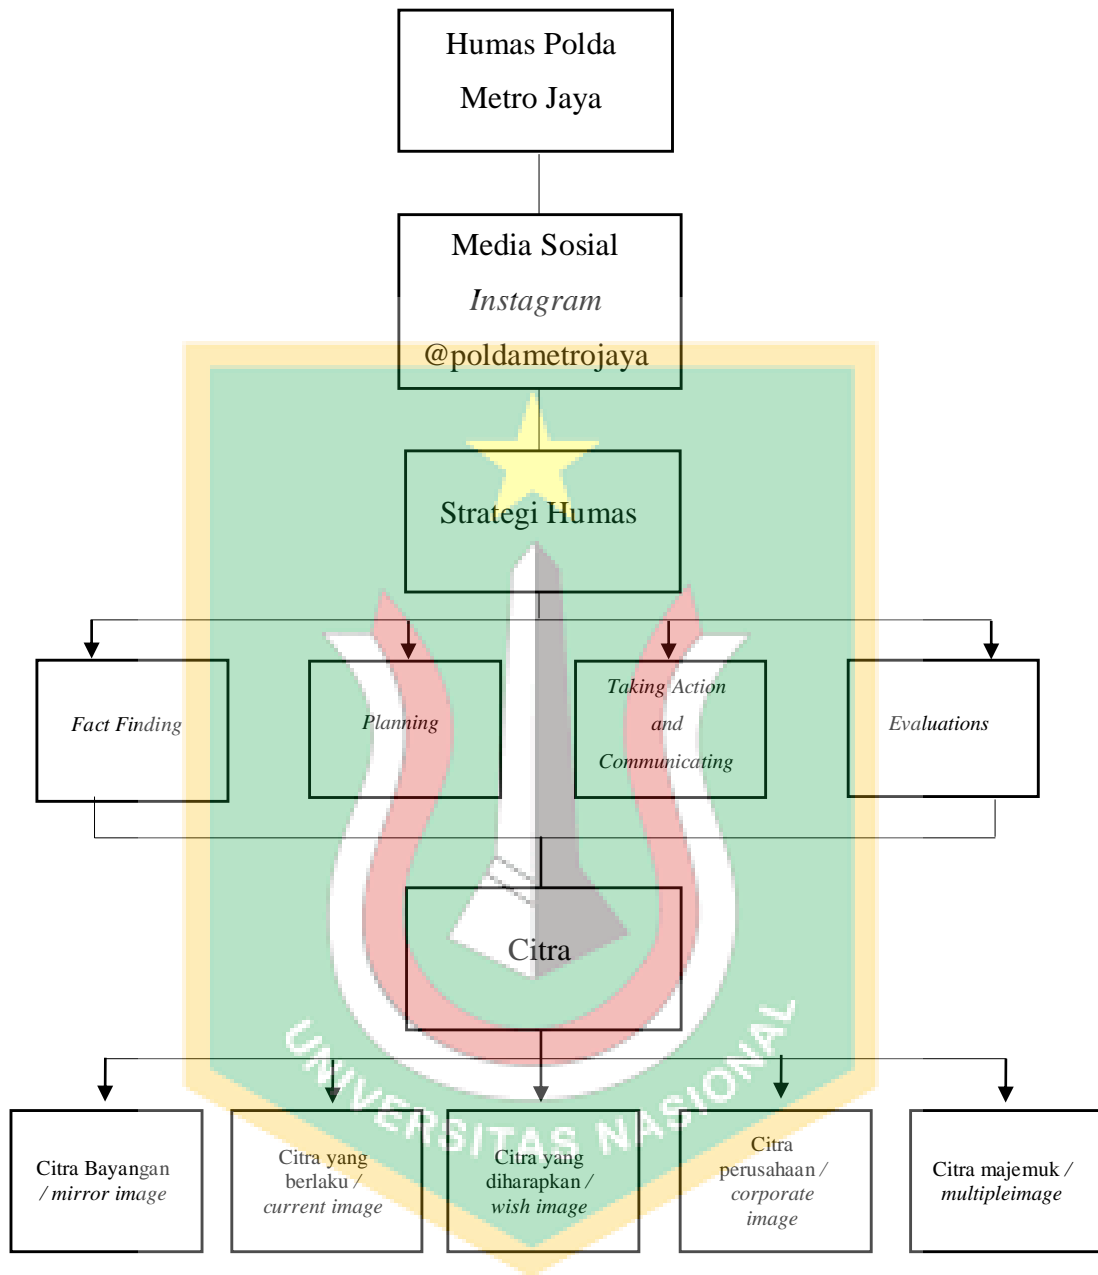 Humas Polda
Metro Jaya
Media Sosial
Instagram
@poldametrojaya
Strategi Humas
Fact Finding
Planning
Taking Action
and
Communicating
Evaluations
Citra
UNIVERSITAS NASIONAL
Citra Bayangan
/ mirror image
Citra yang
berlaku /
current image
Citra yang
diharapkan /
wish image
Citra
perusahaan /
corporate
image
Citra majemuk /
multipleimage